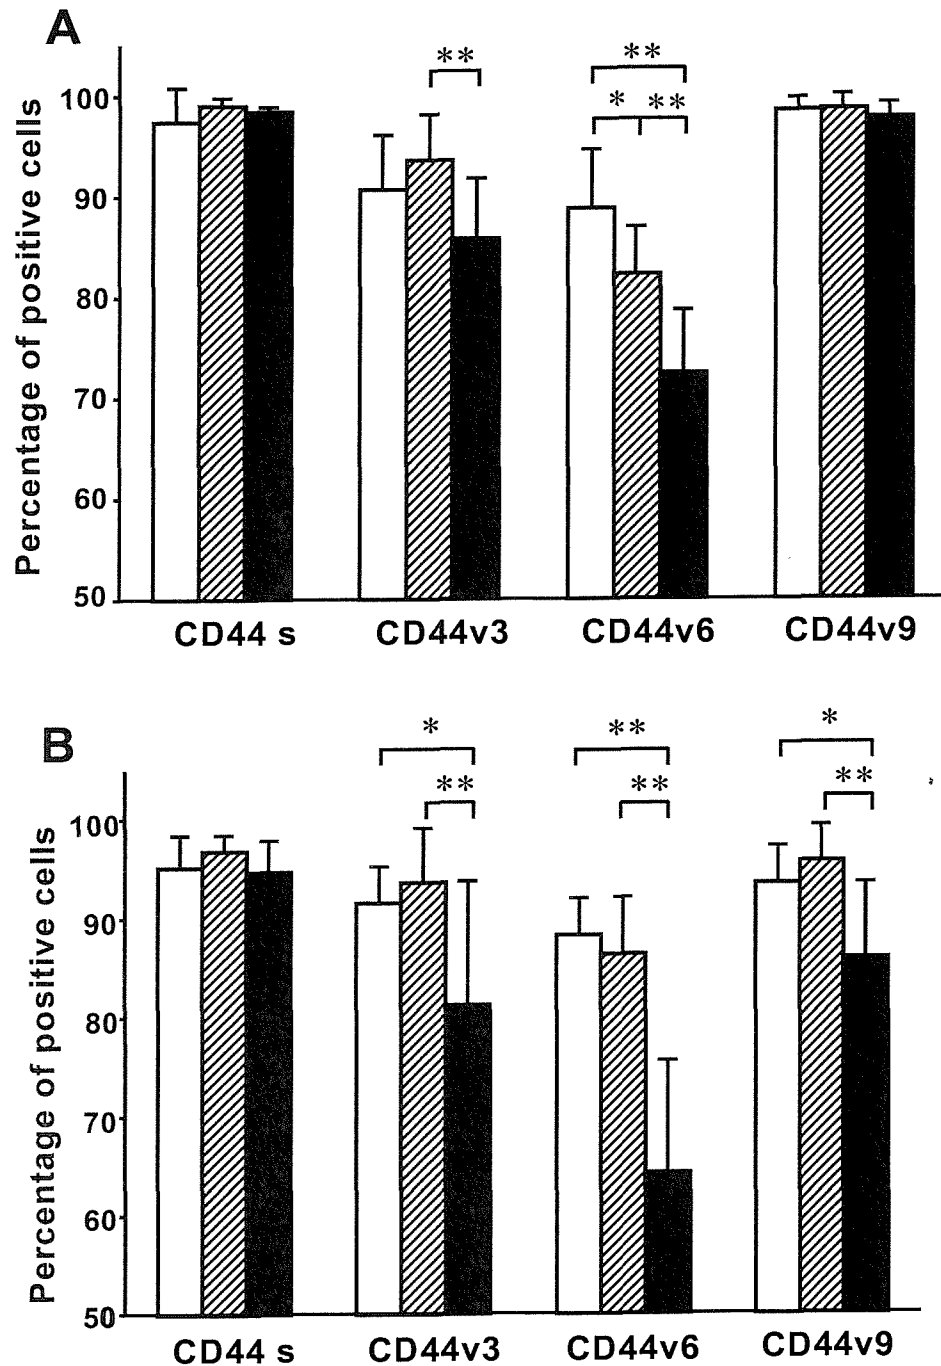 A
**
**
* **
Percentage of positive cells
100
90
80
70
60
50
CD44 s CD44v3 CD44v6 CD44v9
B
* ** *
** ** **
Percentage of positive cells
100
90
80
70
60
50
CD44 s CD44v3 CD44v6 CD44v9